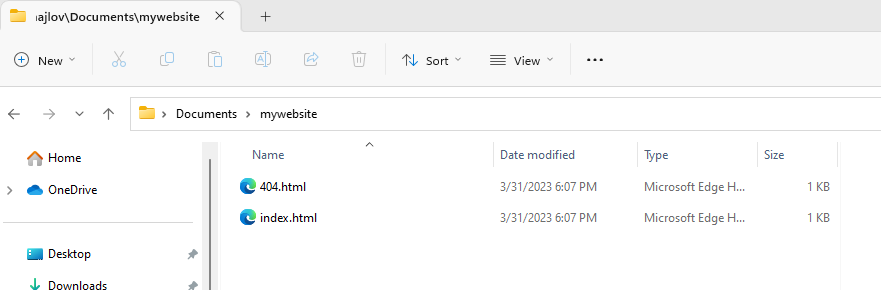 ajlov\Documents\mywebsite
New
Sort
View
Documents
mywebsite
Home
OneDrive
Desktop
Downloads
Name
Date modified
Type
Size
404.html
3/31/2023 6:07 PM
Microsoft Edge H...
1 KB
index.html
3/31/2023 6:07 PM
Microsoft Edge H...
1 KB